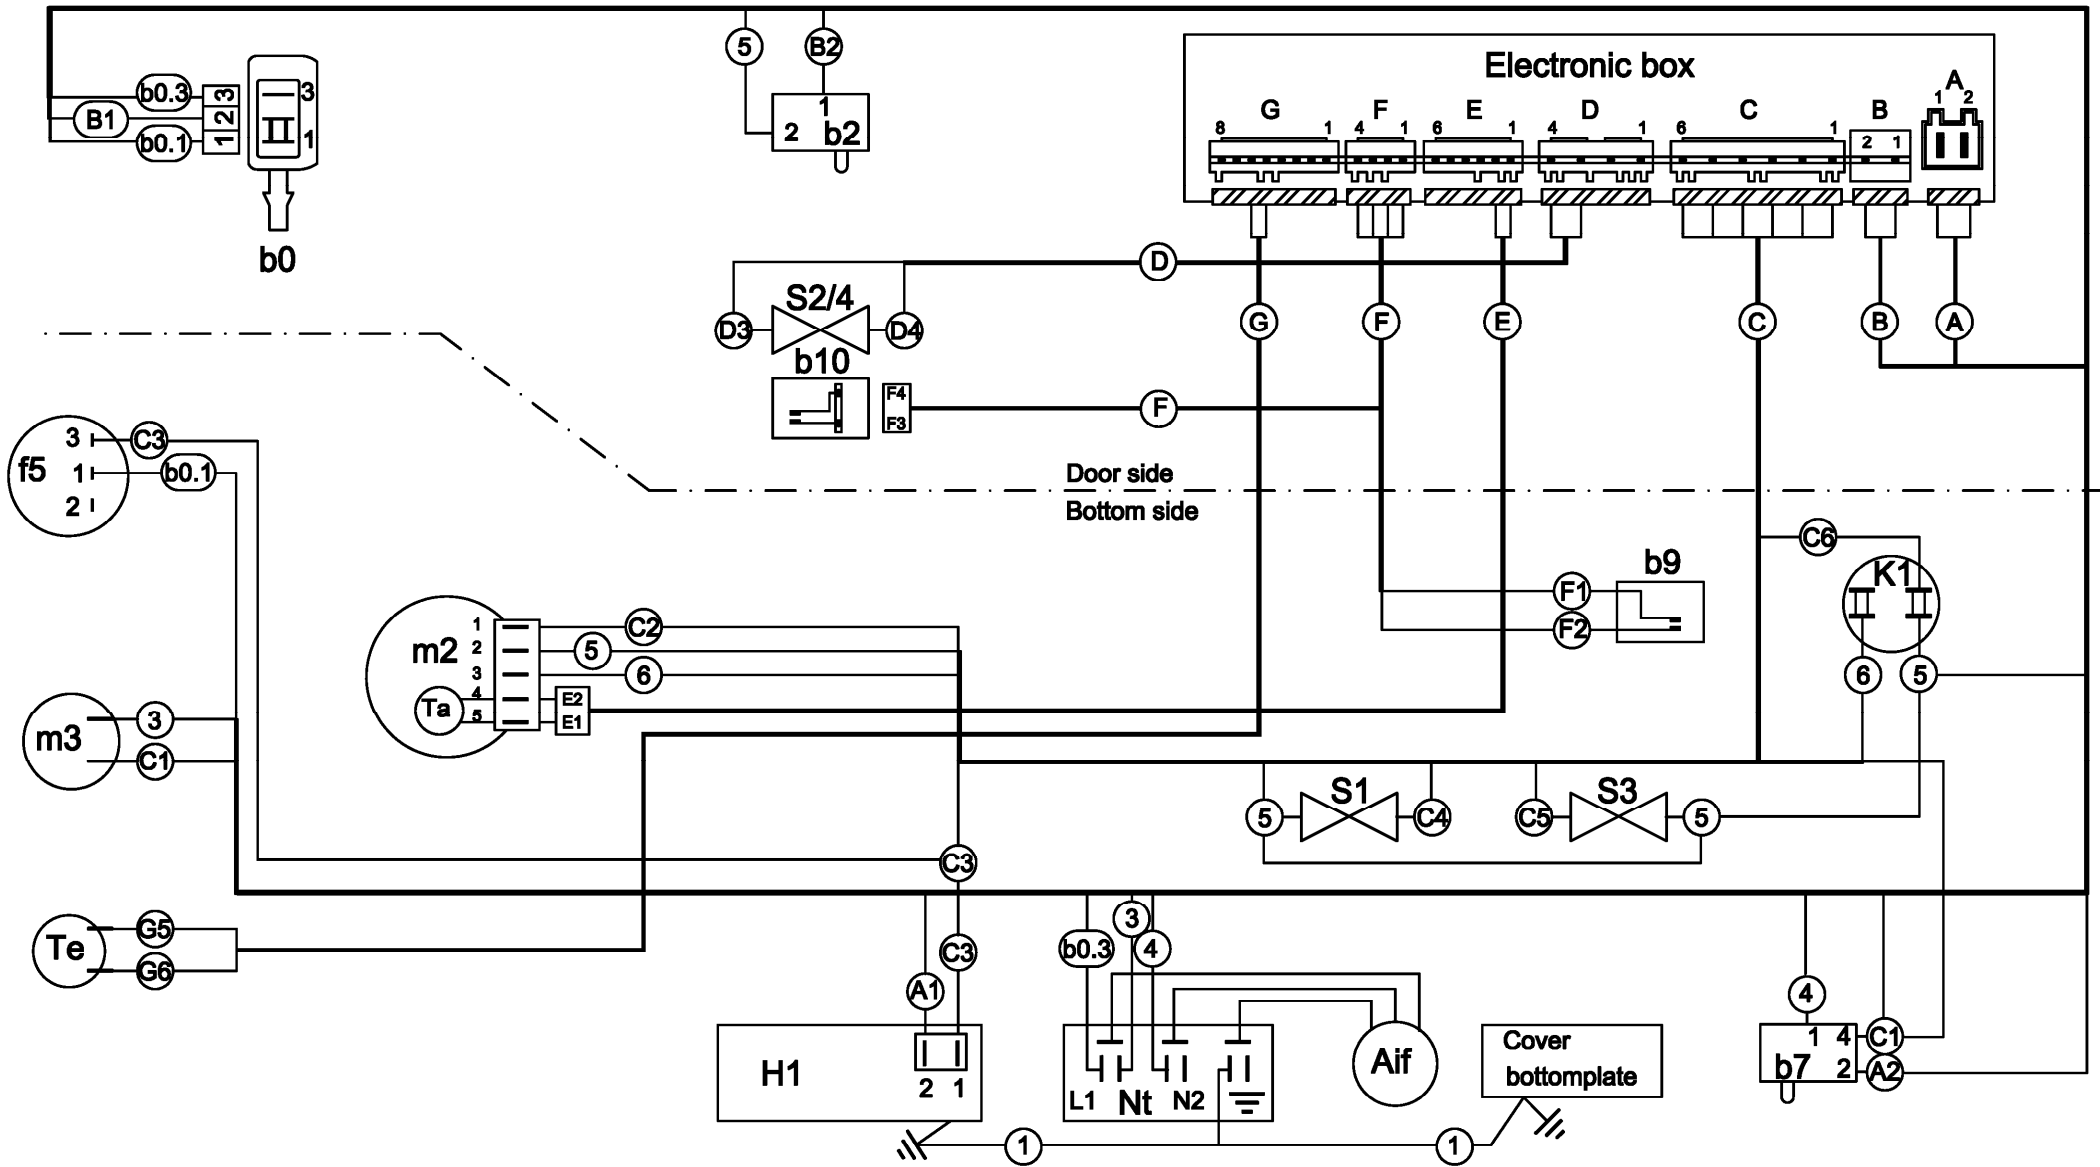 5 B2
Electronic box
b0.3 3 3
B1 2
b0.1 1 1
b0
1
2 b2
G F E D C B A
8 1 4 1 6 1 4 1 6 1 2 1 1 2
D
S2/4
D3 D4
G F E C B A
b10
F4
F3
F
Door side
Bottom side
3 C3
f5 1 b0.1
2
C6
K1
b9
F1
F2
6 5
m2
1 C2
2 5
3 6
Ta 4 E2
5 E1
m3 3
C1
S1 S3
5 C4 C5 5
C3
Te G5
G6
A1 C3
b0.3 3 4
4
H1
2 1
L1 Nt N2
Aif
Cover
bottomplate
1 4 C1
b7 2 A2
1 1